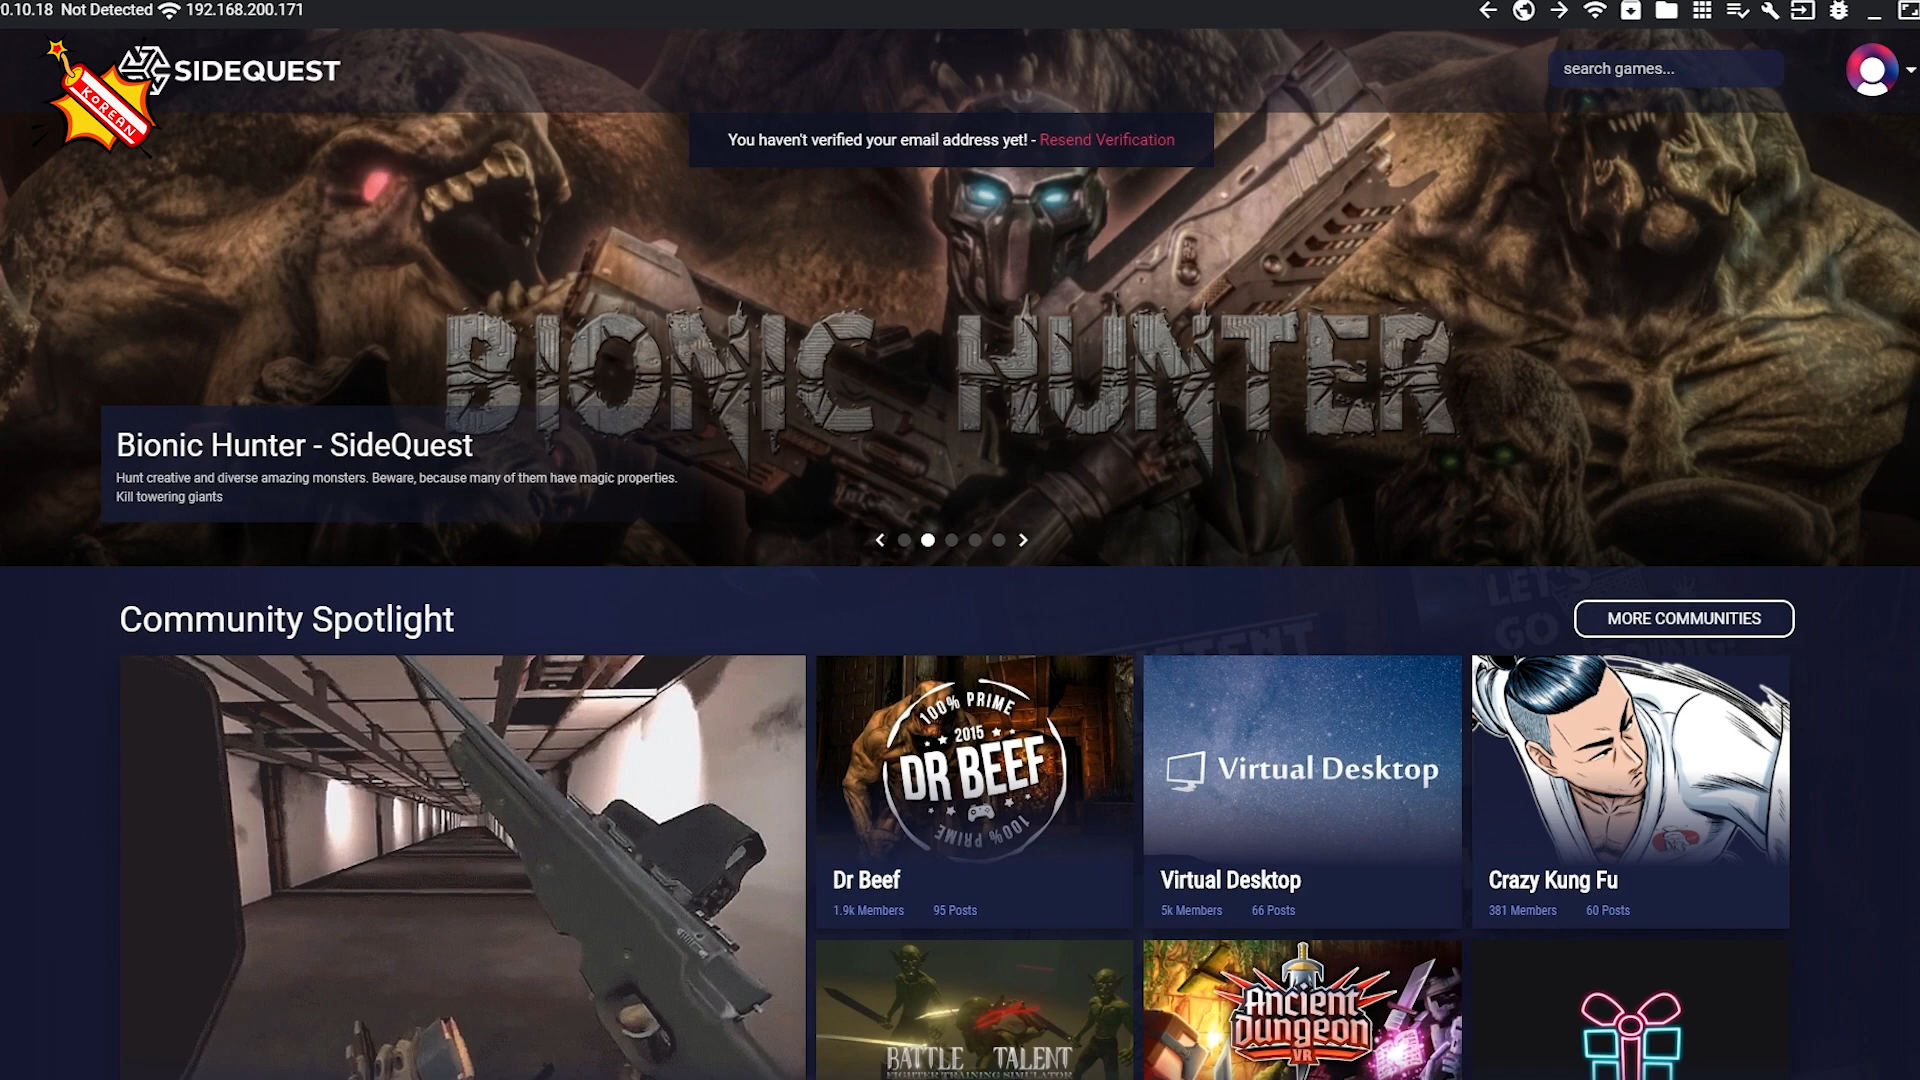 0.10.18 Not Detected 192.168.200.171
SIDEQUEST
KOREAN
search games...
You haven't verified your email address yet! - Resend Verification
BIONIC HUNTER
Bionic Hunter - SideQuest
Hunt creative and diverse amazing monsters. Beware, because many of them have magic properties.
Kill towering giants
Community Spotlight
MORE COMMUNITIES
100% PRIME
2015
DR BEEF
100% PRIME
Virtual Desktop
Dr Beef
1.9k Members 95 Posts
Virtual Desktop
5k Members 66 Posts
Crazy Kung Fu
381 Members 60 Posts
BATTLE TALENT
FIGHTER TRAINING SIMULATOR
Ancient
Dungeon
VR